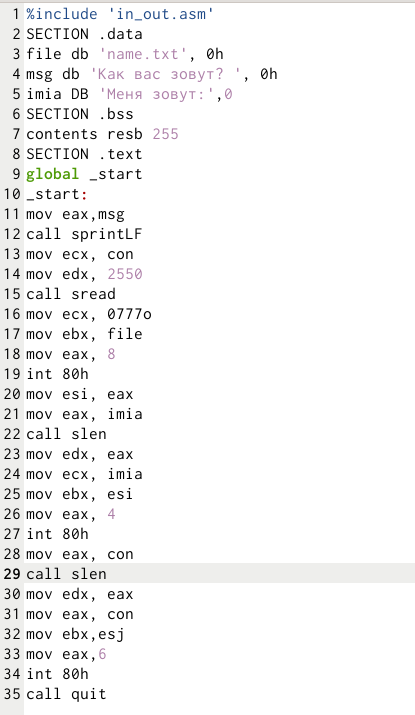 1 %include 'in_out.asm'
2 SECTION .data
3 file db 'name.txt', 0h
4 msg db 'Как вас зовут? ', 0h
5 imia DB 'Меня зовут:',0
6 SECTION .bss
7 contents resb 255
8 SECTION .text
9 global _start
10 _start:
11 mov eax,msg
12 call sprintLF
13 mov ecx, con
14 mov edx, 2550
15 call sread
16 mov ecx, 0777o
17 mov ebx, file
18 mov eax, 8
19 int 80h
20 mov esi, eax
21 mov eax, imia
22 call slen
23 mov edx, eax
24 mov ecx, imia
25 mov ebx, esi
26 mov eax, 4
27 int 80h
28 mov eax, con
29 call slen
30 mov edx, eax
31 mov eax, con
32 mov ebx,esj
33 mov eax,6
34 int 80h
35 call quit